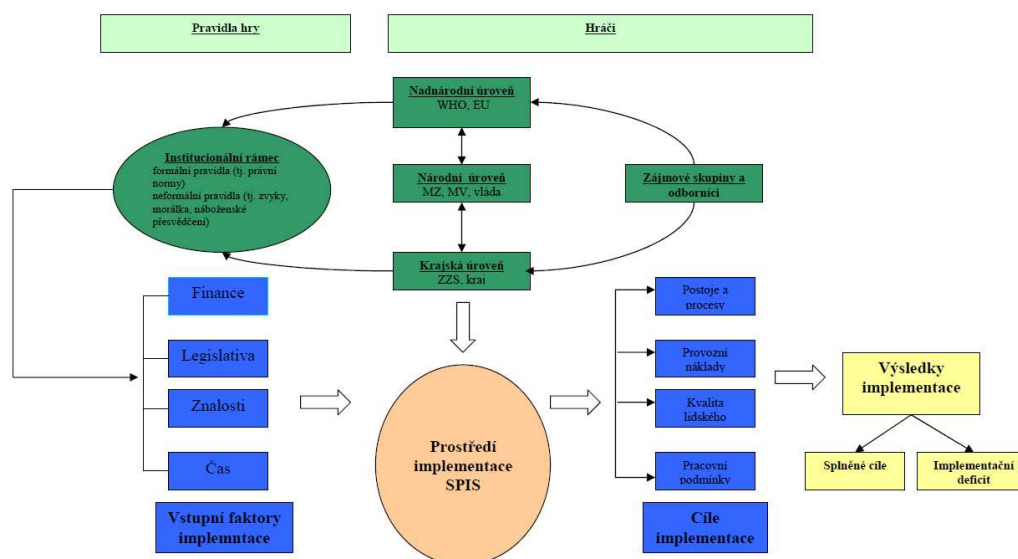 Pravidla hry
Hráči
Nadnárodní úroveň
WHO, EU
Institucionální rámec
formální pravidla (tj. právní
normy)
neformální pravidla (tj. zvyky,
morálka, náboženské
přesvědčení)
Národní úroveň
MZ, MV, vláda
Zájmové skupiny a
odborníci
Krajská úroveň
ZZS, kraj
Finance
Legislativa
Znalosti
Čas
Vstupní faktory
implemntace
Prostředí
implementace
SPIS
Postoje a
procesy
Provozní
náklady
Kvalita
lidského
Pracovní
podmínky
Cíle
implementace
Výsledky
implementace
Splněné cíle
Implementační
deficit